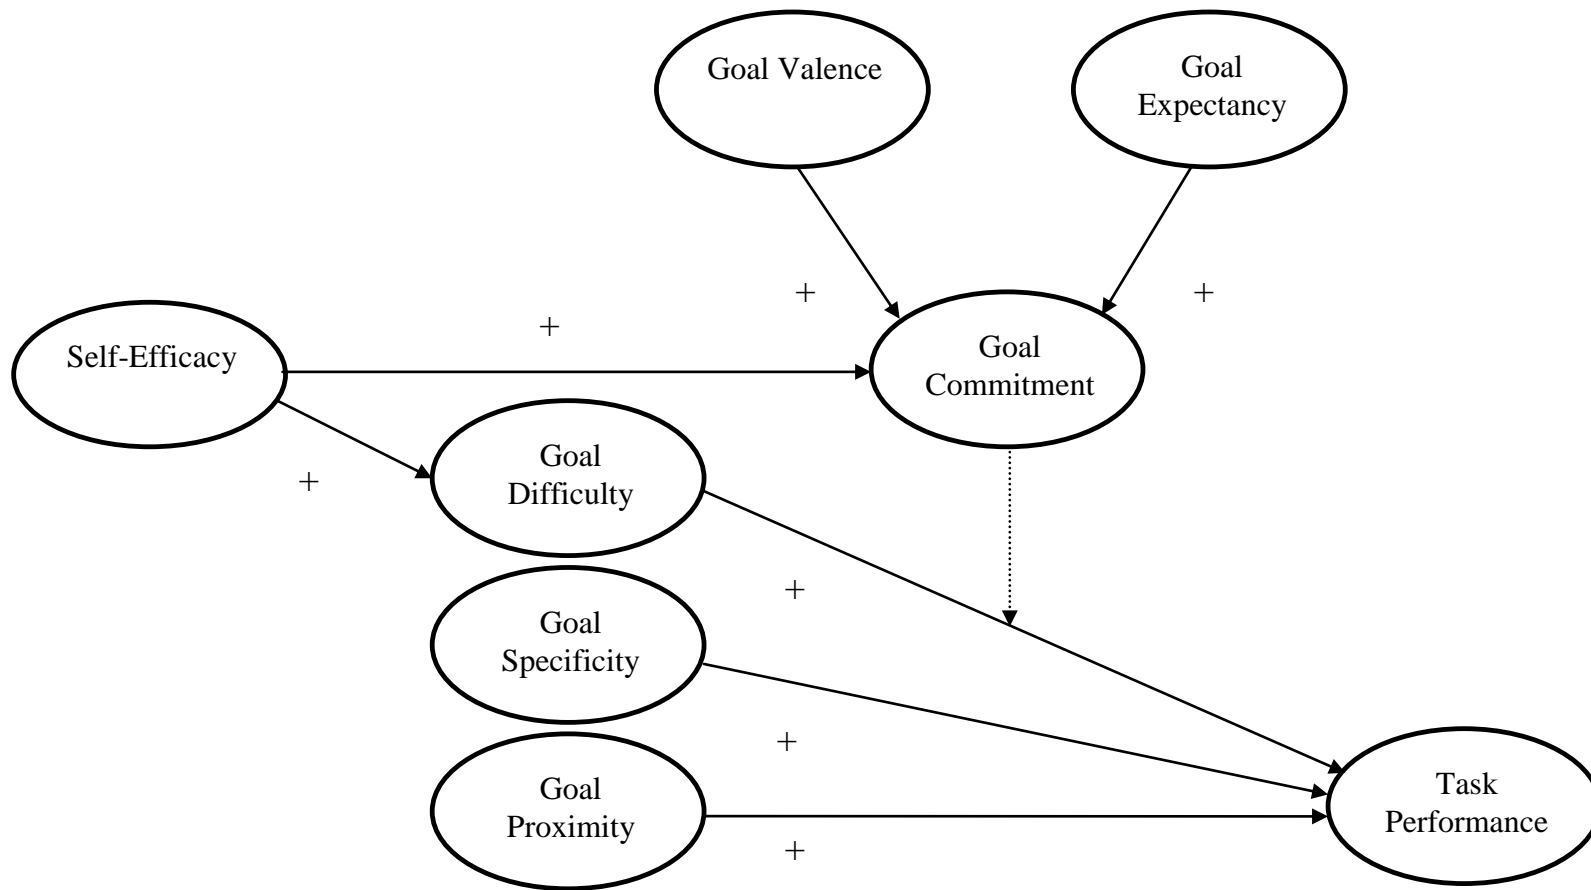 Goal Valence
Goal
Expectancy
+
+
+
Self-Efficacy
Goal
Commitment
+
Goal
Difficulty
+
Goal
Specificity
+
Goal
Proximity
+
Task
Performance